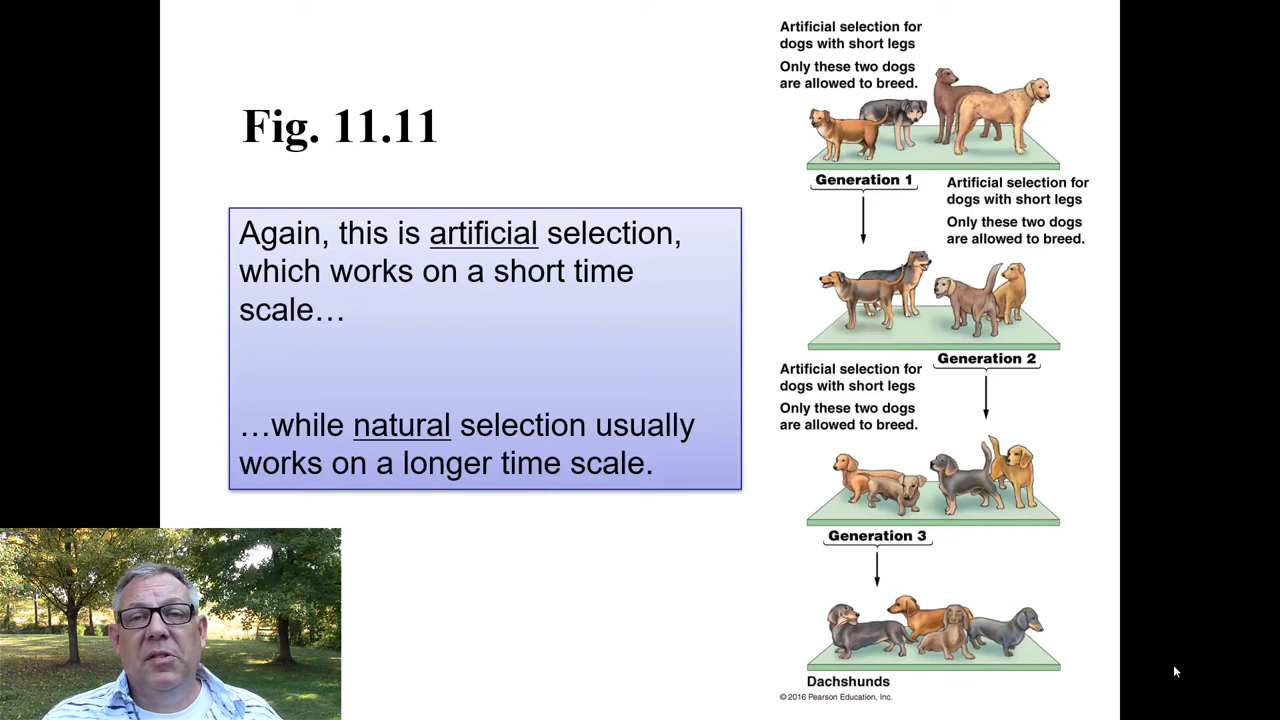 Fig. 11.11
Again, this is artificial selection,
which works on a short time
scale…
…while natural selection usually
works on a longer time scale.
Artificial selection for
dogs with short legs
Only these two dogs
are allowed to breed.
Generation 1
Artificial selection for
dogs with short legs
Only these two dogs
are allowed to breed.
Generation 2
Artificial selection for
dogs with short legs
Only these two dogs
are allowed to breed.
Generation 3
Dachshunds
© 2016 Pearson Education, Inc.